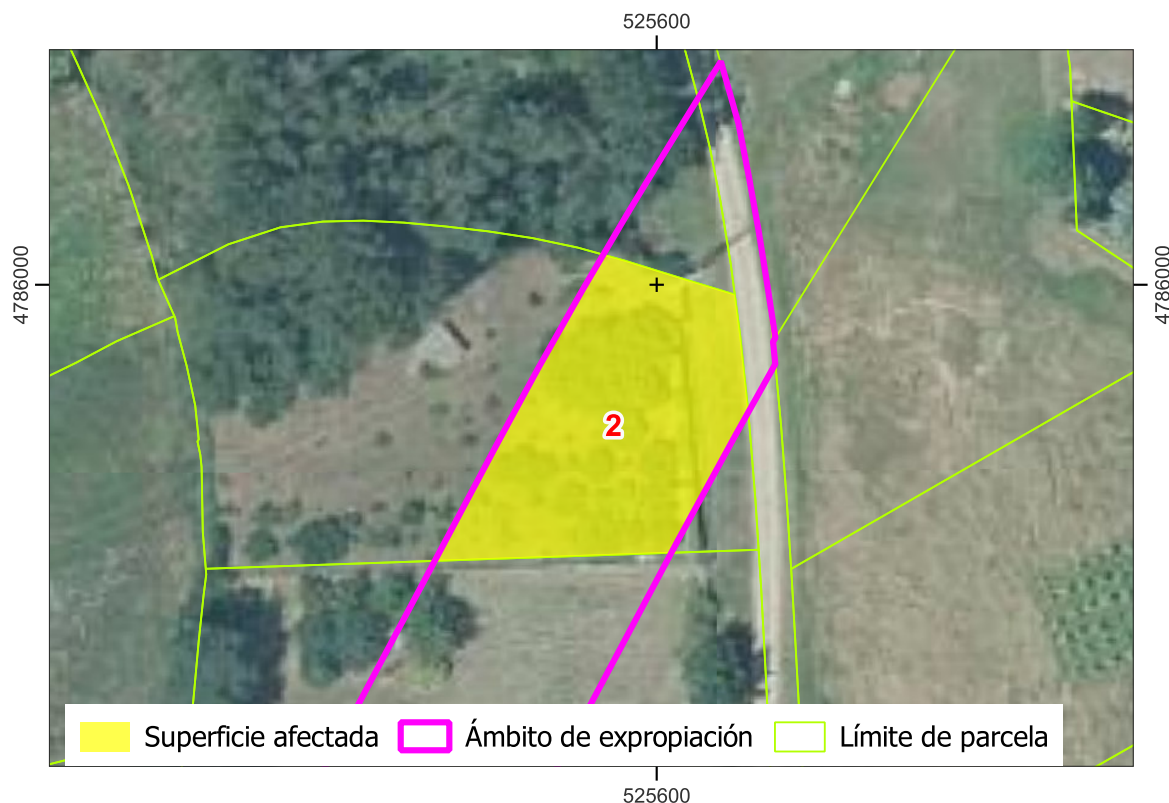 525600
4786000
4786000
2
Superficie afectada
Ámbito de expropiación
Límite de parcela
525600